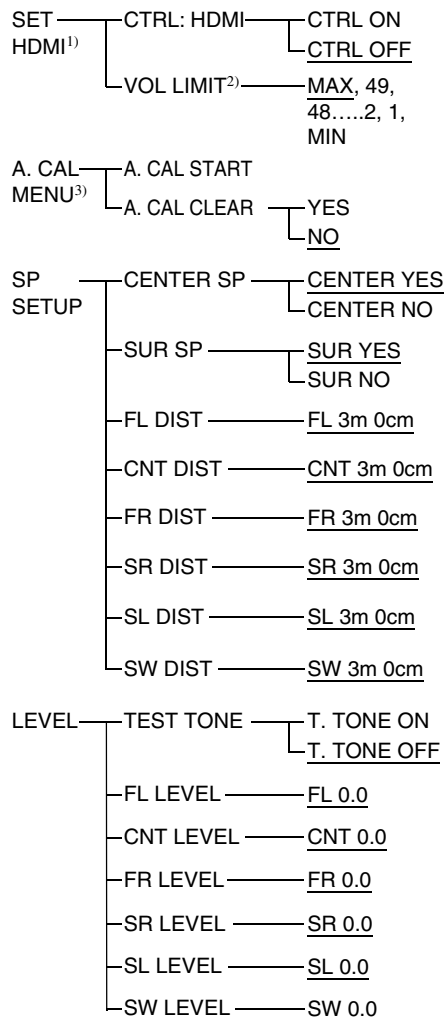 SET HDMI1) CTRL: HDMI CTRL ON
CTRL OFF
VOL LIMIT2) MAX, 49,
48.....2, 1,
MIN
A. CAL MENU3) A. CAL START
A. CAL CLEAR YES
NO
SP SETUP CENTER SP CENTER YES
CENTER NO
SUR SP SUR YES
SUR NO
FL DIST FL 3m 0cm
CNT DIST CNT 3m 0cm
FR DIST FR 3m 0cm
SR DIST SR 3m 0cm
SL DIST SL 3m 0cm
SW DIST SW 3m 0cm
LEVEL TEST TONE T. TONE ON
T. TONE OFF
FL LEVEL FL 0.0
CNT LEVEL CNT 0.0
FR LEVEL FR 0.0
SR LEVEL SR 0.0
SL LEVEL SL 0.0
SW LEVEL SW 0.0